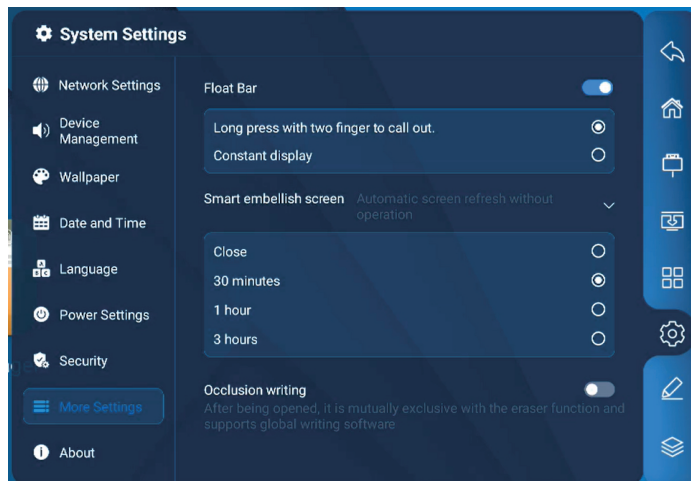 System Settings
Network Settings
Device
Management
Wallpaper
Date and Time
Language
Power Settings
Security
More Settings
About
Float Bar
Long press with two finger to call out.
Constant display
Smart embellish screen Automatic screen refresh without
operation
Close
30 minutes
1 hour
3 hours
Occlusion writing
After being opened, it is mutually exclusive with the eraser function and
supports global writing software